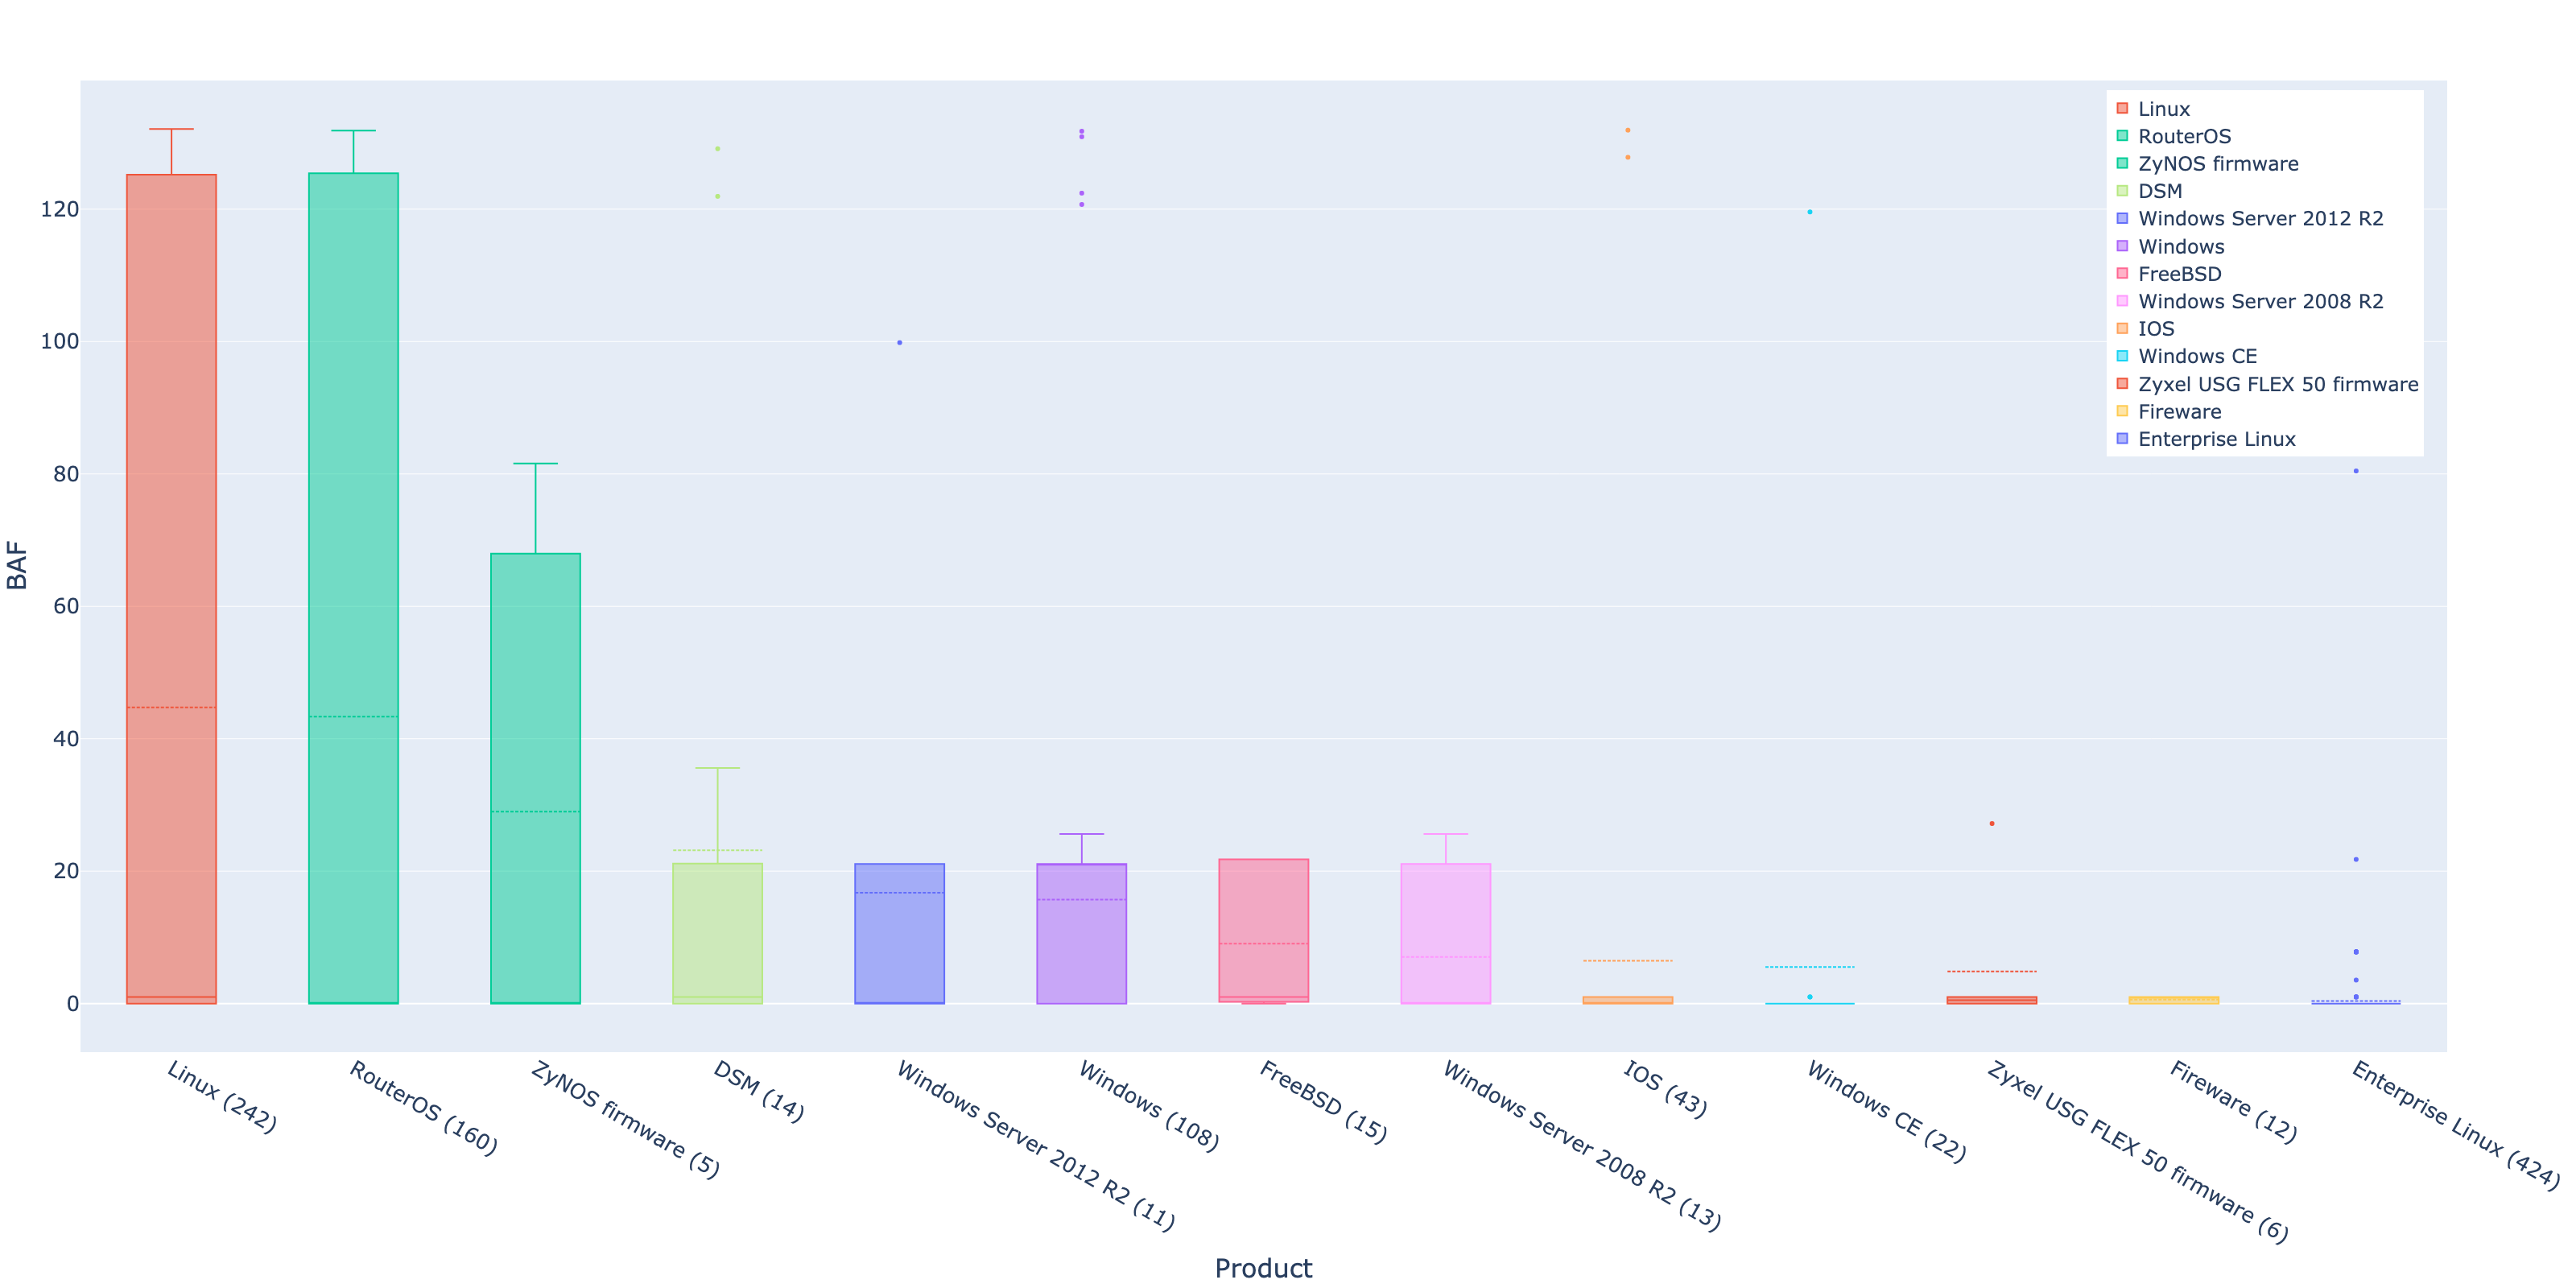 Linux
RouterOS
ZyNOS firmware
DSM
Windows Server 2012 R2
Windows
FreeBSD
Windows Server 2008 R2
IOS
Windows CE
Zyxel USG FLEX 50 firmware
Fireware
Enterprise Linux
BAF
120
100
80
60
40
20
0
Linux (242)
RouterOS (160)
ZyNOS firmware (5)
DSM (14)
Windows Server 2012 R2 (11)
Windows (108)
FreeBSD (15)
Windows Server 2008 R2 (13)
IOS (43)
Windows CE (22)
Zyxel USG FLEX 50 firmware (6)
Fireware (12)
Enterprise Linux (424)
Product